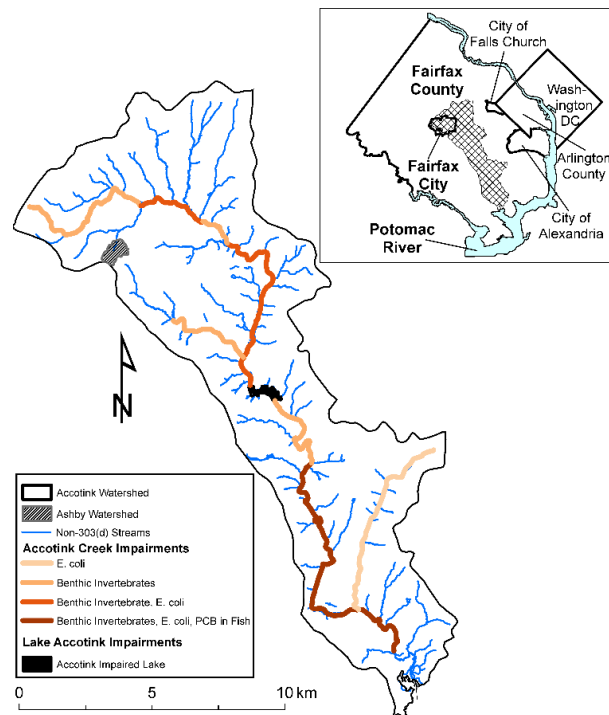 City of
Falls Church
Fairfax
County
Wash-
ington
DC
Fairfax
City
Arlington
County
City of
Alexandria
Potomac
River
N
Accotink Watershed
Ashby Watershed
Non-303(d) Streams
Accotink Creek Impairments
E. coli
Benthic Invertebrates
Benthic Invertebrate. E. coli
Benthic Invertebrates, E. coli, PCB in Fish
Lake Accotink Impairments
Accotink Impaired Lake
0 5 10 km